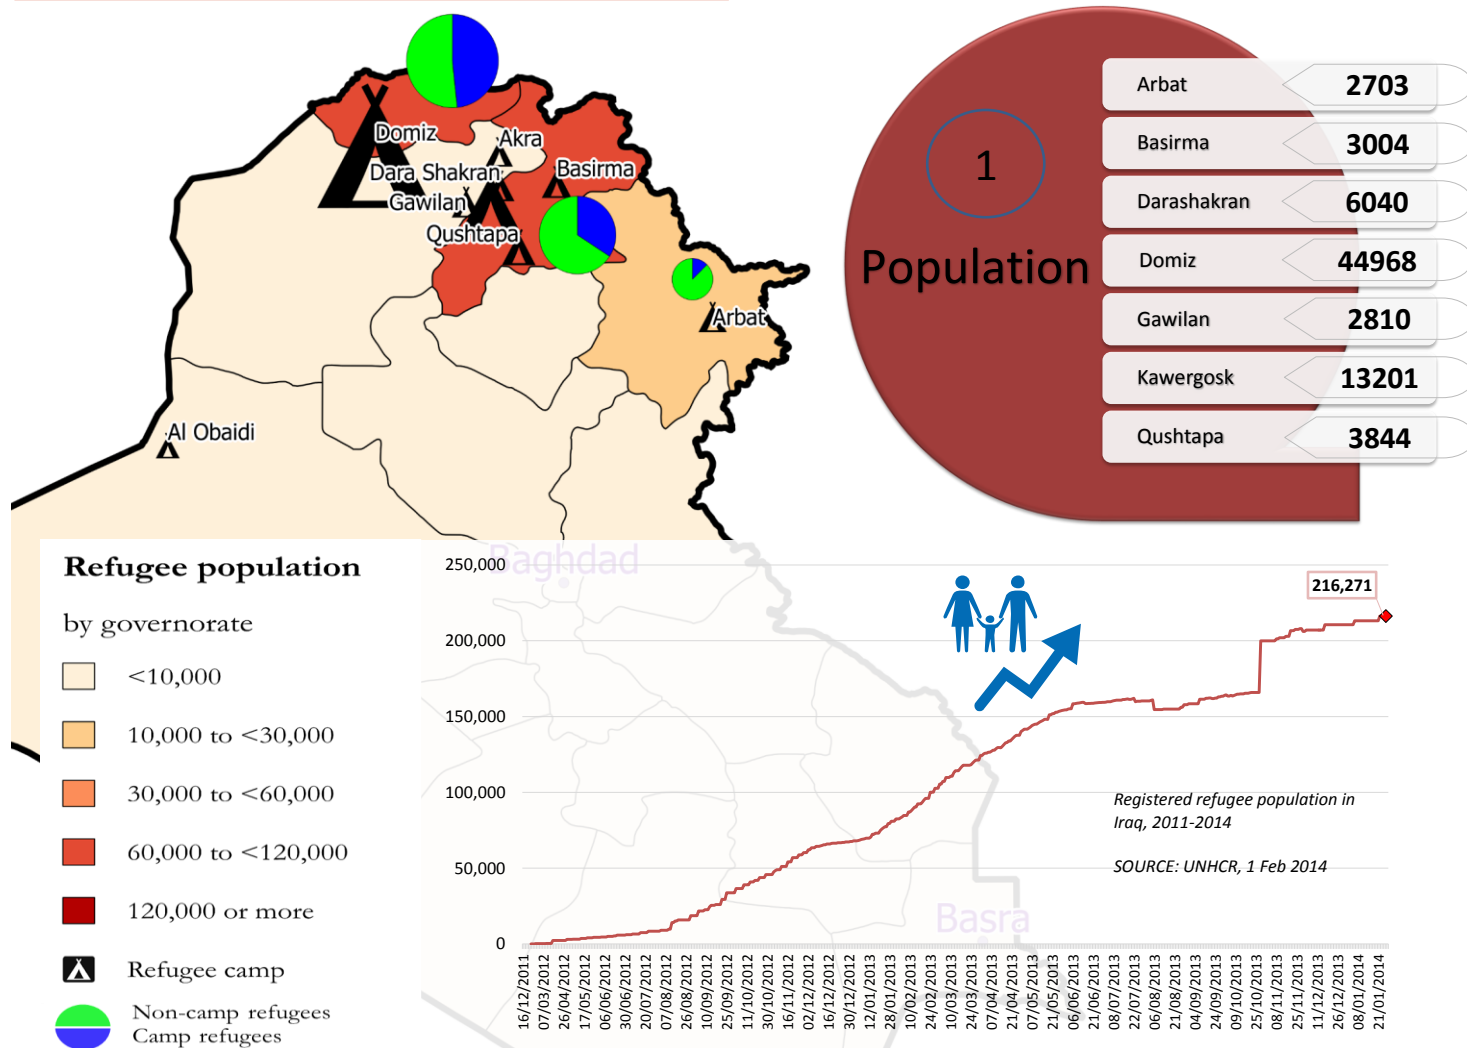 Domiz
Akra
Dara Shakran
Basirma
Gawilan
Qushtapa
Arbat
Al Obaidi
1
Population
Arbat 2703
Basirma 3004
Darashakran 6040
Domiz 44968
Gawilan 2810
Kawergosk 13201
Qushtapa 3844
Refugee population
by governorate
<10,000
10,000 to <30,000
30,000 to <60,000
60,000 to <120,000
120,000 or more
Refugee camp
Non-camp refugees
Camp refugees
Baghdad
Basra
250,000
200,000
150,000
100,000
50,000
0
216,271
Registered refugee population in
Iraq, 2011-2014
SOURCE: UNHCR, 1 Feb 2014
16/12/2011
07/03/2012
26/04/2012
17/05/2012
06/06/2012
30/06/2012
20/07/2012
07/08/2012
26/08/2012
10/09/2012
25/09/2012
11/10/2012
30/10/2012
16/11/2012
02/12/2012
16/12/2012
30/12/2012
12/01/2013
28/01/2013
10/02/2013
24/02/2013
10/03/2013
24/03/2013
07/04/2013
21/04/2013
07/05/2013
21/05/2013
06/06/2013
21/06/2013
08/07/2013
22/07/2013
06/08/2013
21/08/2013
04/09/2013
24/09/2013
09/10/2013
25/10/2013
08/11/2013
25/11/2013
11/12/2013
26/12/2013
08/01/2014
21/01/2014